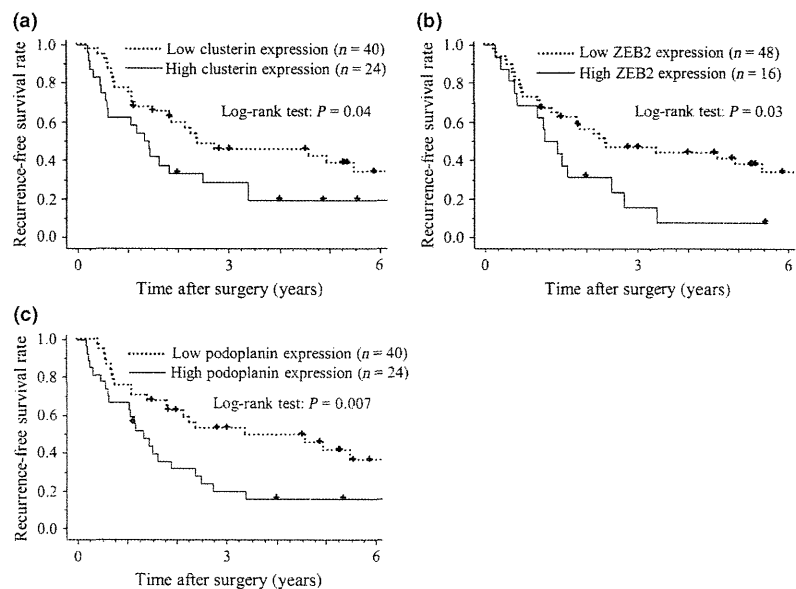 (a)
Recurrence-free survival rate
1.0
0.8
0.6
0.4
0.2
0.0
Low clusterin expression (n = 40)
High clusterin expression (n = 24)
Log-rank test: P = 0.04
0 3 6
Time after surgery (years)
(b)
Recurrence-free survival rate
1.0
0.8
0.6
0.4
0.2
0.0
Low ZEB2 expression (n = 48)
High ZEB2 expression (n = 16)
Log-rank test: P = 0.03
0 3 6
Time after surgery (years)
(c)
Recurrence-free survival rate
1.0
0.8
0.6
0.4
0.2
0.0
Low podoplanin expression (n = 40)
High podoplanin expression (n = 24)
Log-rank test: P = 0.007
0 3 6
Time after surgery (years)